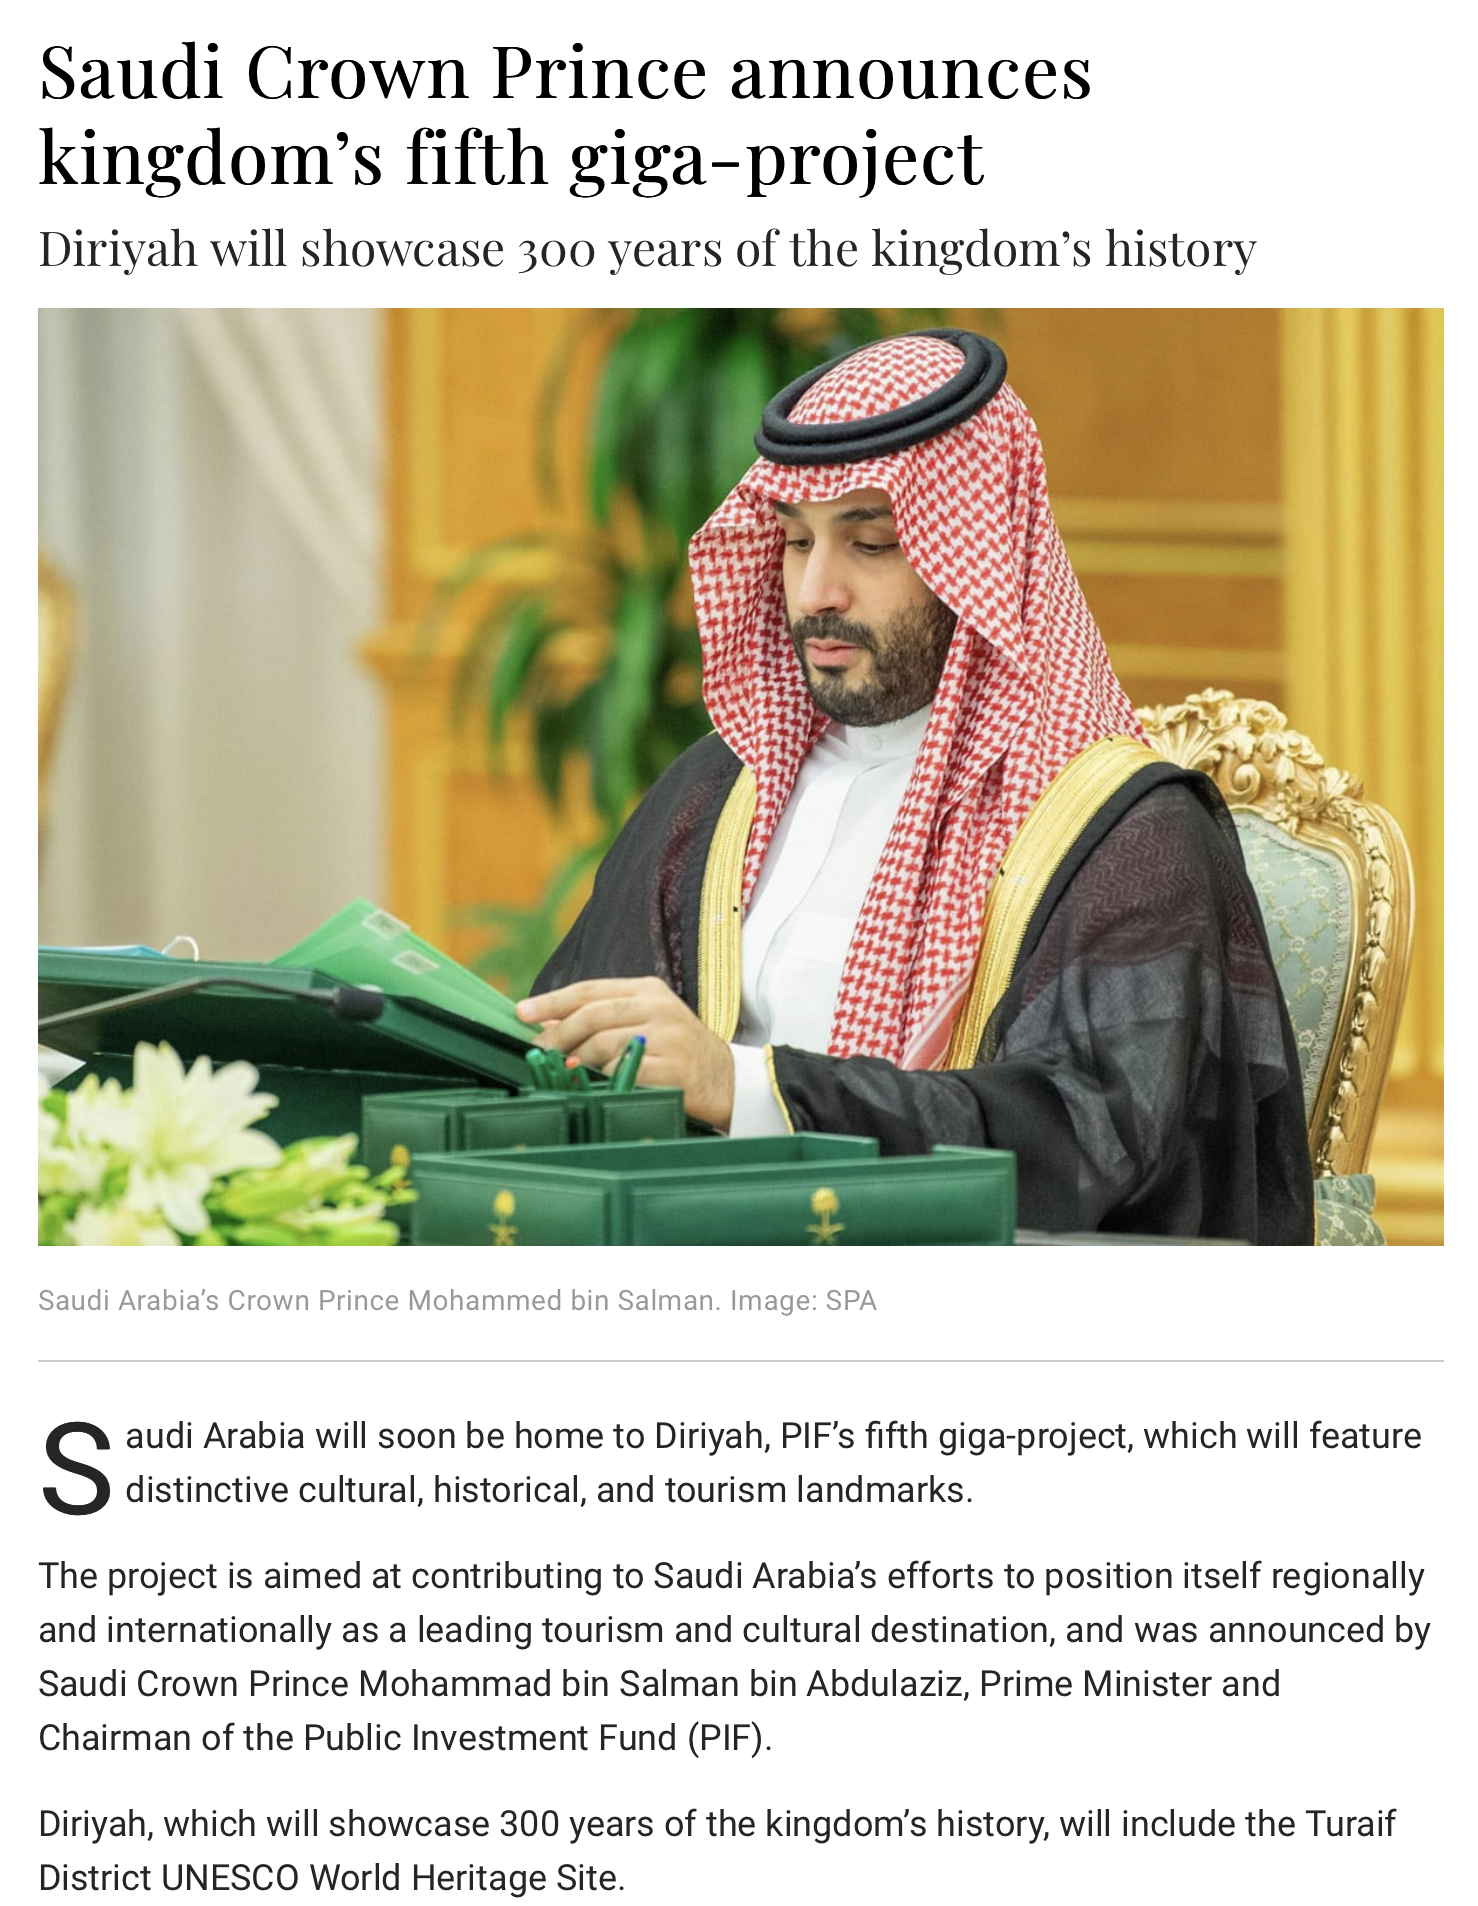 Saudi Crown Prince announces
kingdom’s fifth giga-project
Diriyah will showcase 300 years of the kingdom’s history
Saudi Arabia’s Crown Prince Mohammed bin Salman. Image: SPA
Saudi Arabia will soon be home to Diriyah, PIF’s fifth giga-project, which will feature
distinctive cultural, historical, and tourism landmarks.
The project is aimed at contributing to Saudi Arabia’s efforts to position itself regionally
and internationally as a leading tourism and cultural destination, and was announced by
Saudi Crown Prince Mohammad bin Salman bin Abdulaziz, Prime Minister and
Chairman of the Public Investment Fund (PIF).
Diriyah, which will showcase 300 years of the kingdom’s history, will include the Turaif
District UNESCO World Heritage Site.